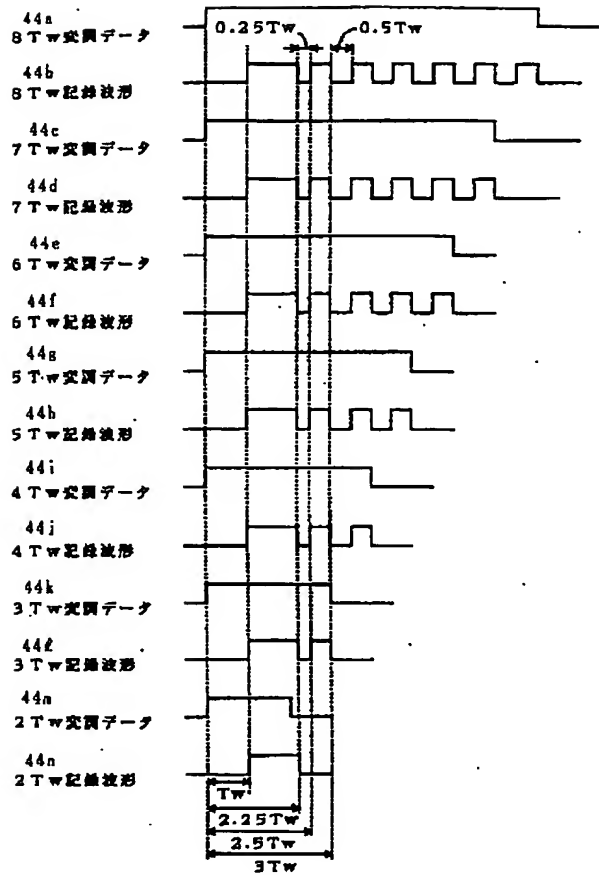 44a
8Tw変調データ
0.25Tw 0.5Tw
44b
8Tw記録波形
44c
7Tw変調データ
44d
7Tw記録波形
44e
6Tw変調データ
44f
6Tw記録波形
44g
5Tw変調データ
44h
5Tw記録波形
44i
4Tw変調データ
44j
4Tw記録波形
44k
3Tw変調データ
44ℓ
3Tw記録波形
44m
2Tw変調データ
44n
2Tw記録波形
Tw
2.25Tw
2.5Tw
3Tw